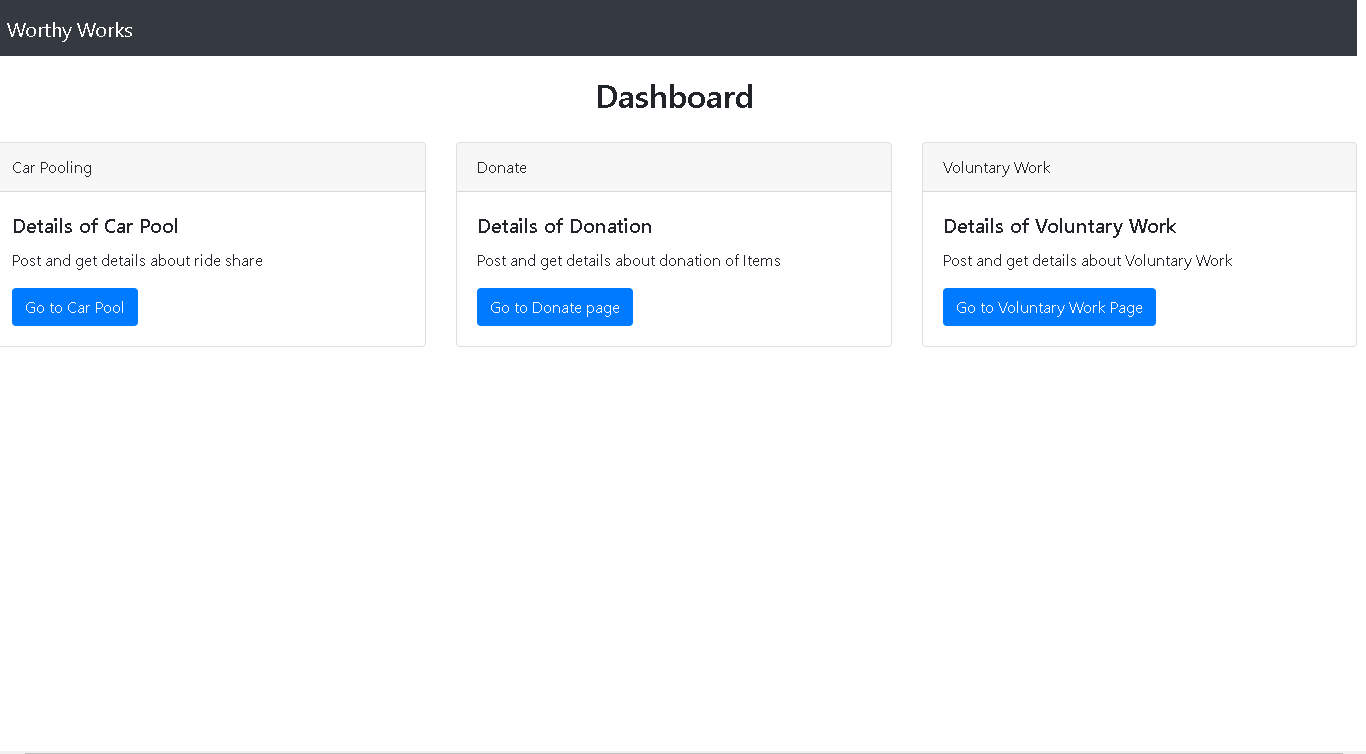 Worthy Works
Dashboard
Car Pooling
Details of Car Pool
Post and get details about ride share
Go to Car Pool
Donate
Details of Donation
Post and get details about donation of Items
Go to Donate page
Voluntary Work
Details of Voluntary Work
Post and get details about Voluntary Work
Go to Voluntary Work Page